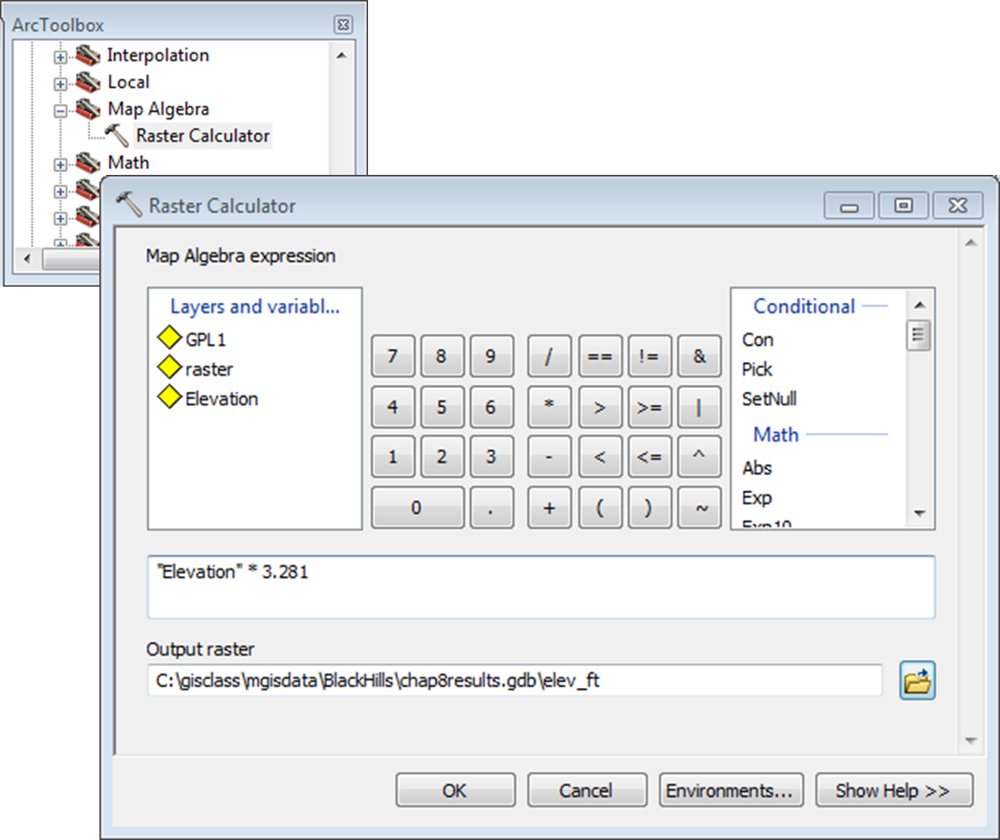 ArcToolbox
Interpolation
Local
Map Algebra
Raster Calculator
Math
Raster Calculator
Map Algebra expression
Layers and variabl...
GPL1
raster
Elevation
7 8 9 / == != &
4 5 6 * > >= |
1 2 3 - < <= ^
0 . + ( ) ~
Conditional
Con
Pick
SetNull
Math
Abs
Exp
Exp10
"Elevation" * 3.281
Output raster
C:\gisclass\mgisdata\BlackHills\chap8results.gdb\elev_ft
OK Cancel Environments... Show Help >>